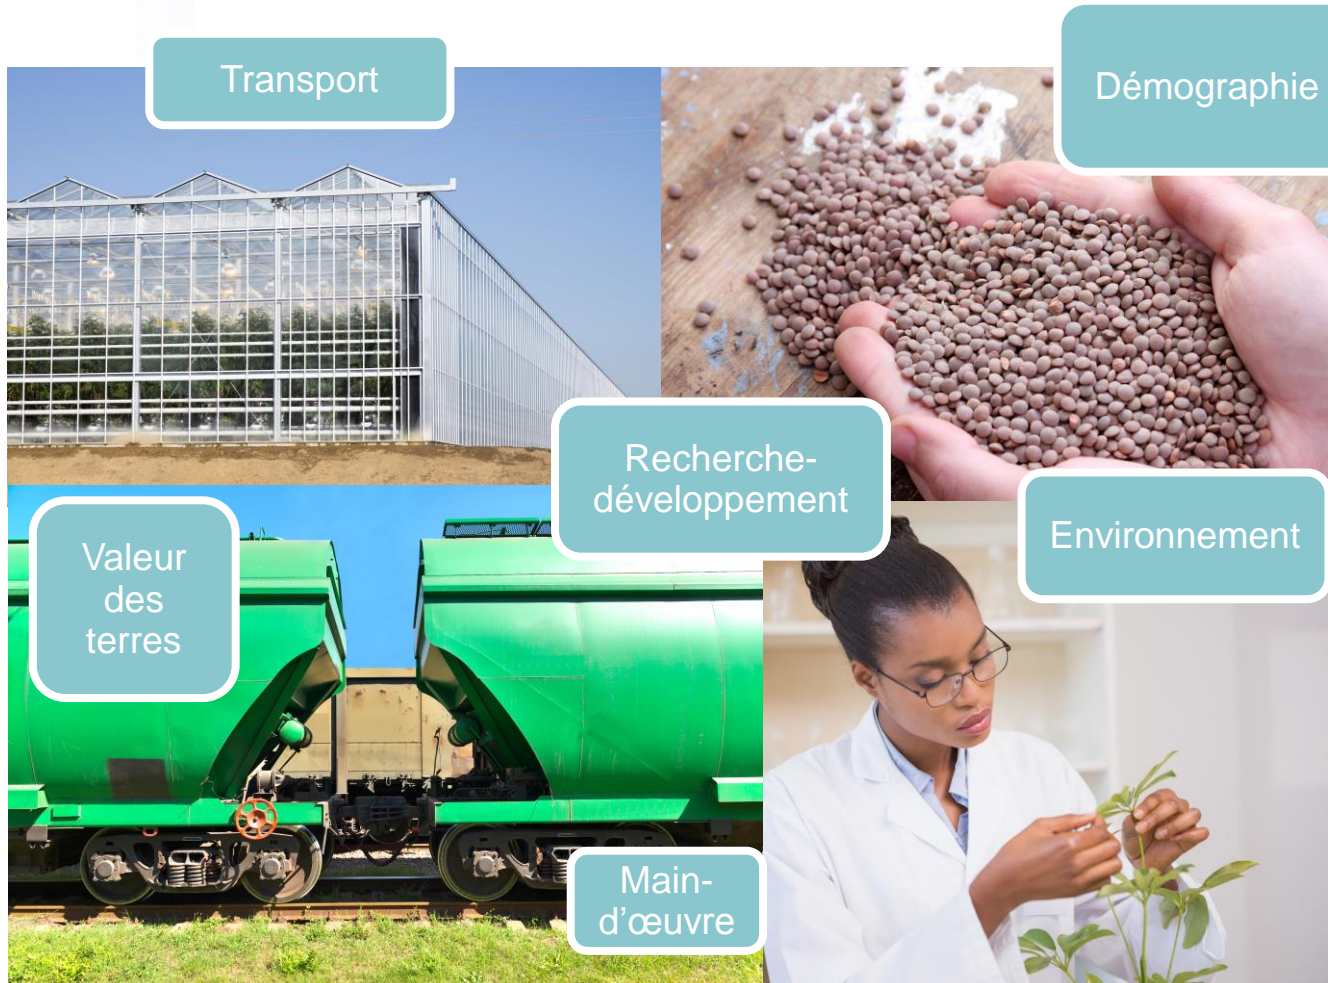 Transport
Démographie
Recherche-
développement
Valeur
des
terres
Environnement
Main-
d’œuvre